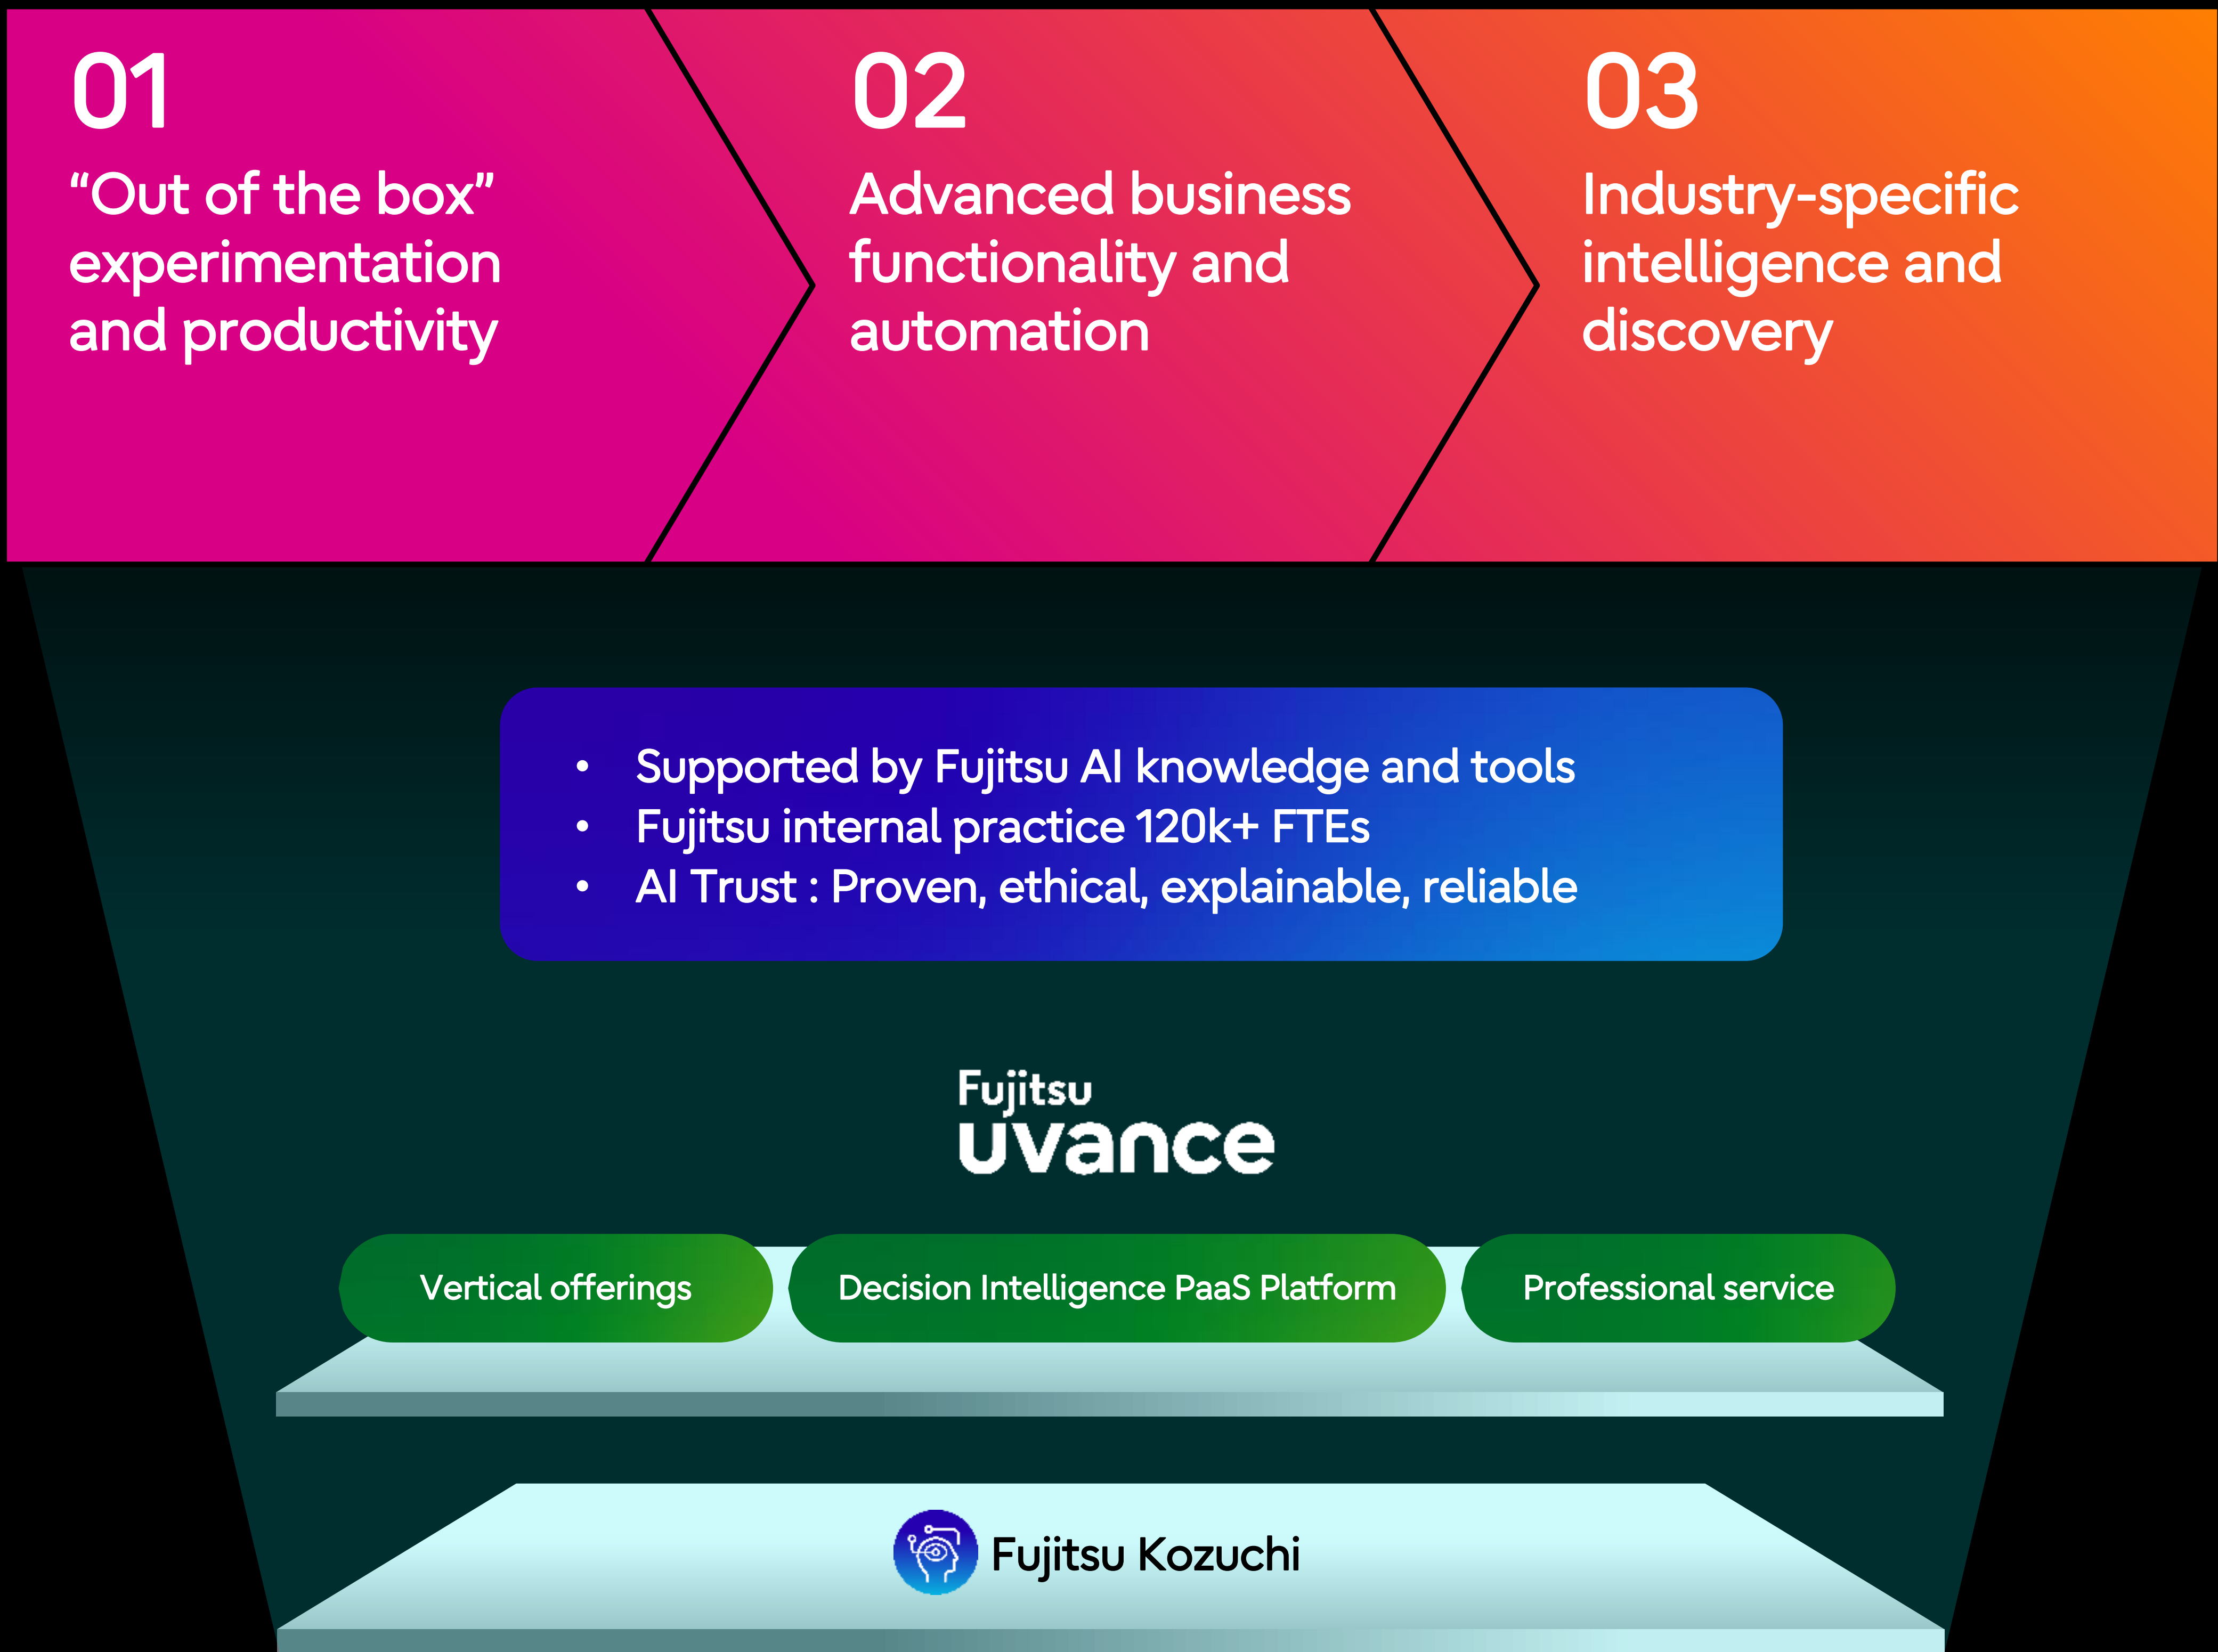 01
“Out of the box”
experimentation
and productivity
02
Advanced business
functionality and
automation
03
Industry-specific
intelligence and
discovery
• Supported by Fujitsu AI knowledge and tools
• Fujitsu internal practice 120k+ FTEs
• AI Trust : Proven, ethical, explainable, reliable
Fujitsu
uvance
Vertical offerings
Decision Intelligence PaaS Platform
Professional service
Fujitsu Kozuchi